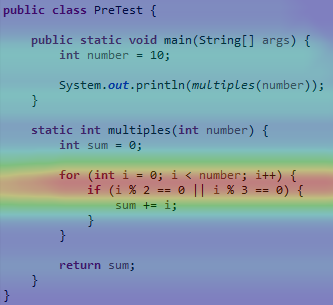 public class PreTest {
public static void main(String[] args) {
int number = 10;
System.out.println(multiples(number));
}
static int multiples(int number) {
int sum = 0;
for (int i = 0; i < number; i++) {
if (i % 2 == 0 || i % 3 == 0) {
sum += i;
}
}
return sum;
}
}